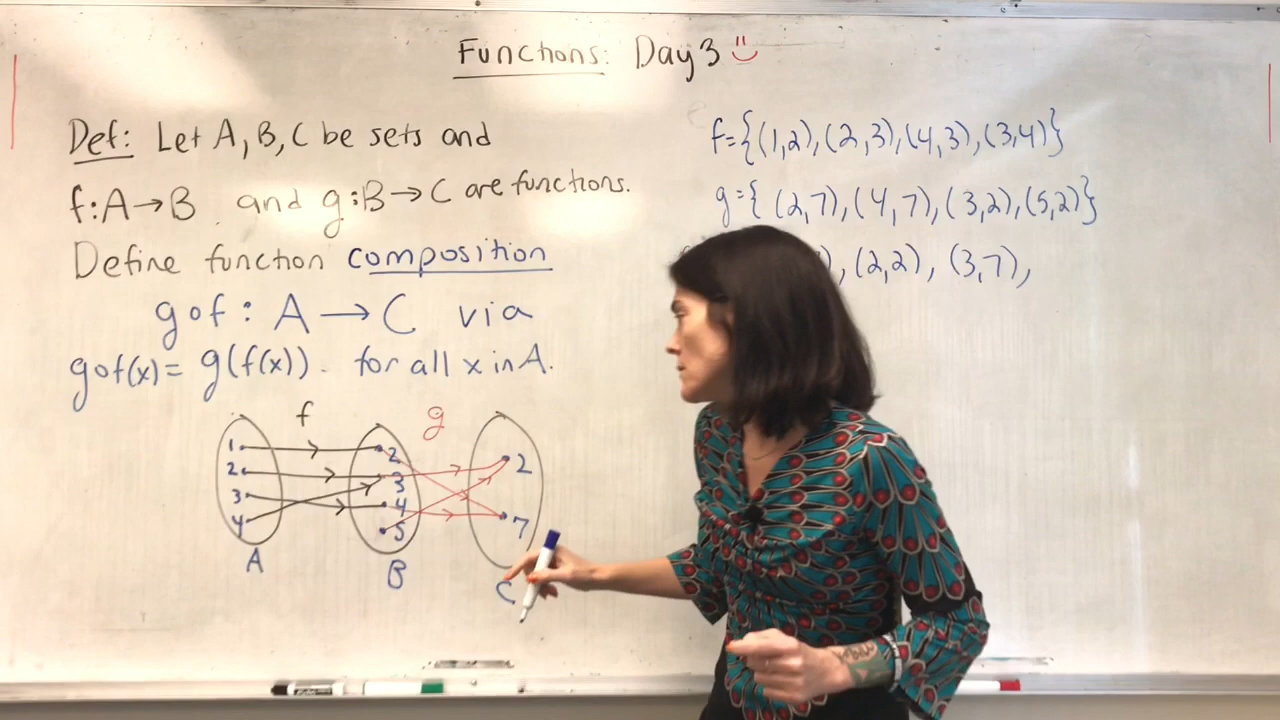 Functions: Day 3
Def: Let A, B, C be sets and
f: A → B and g: B → C are functions.
Define function composition
gof: A → C via
gof(x) = g(f(x)). for all x in A.
f={(1,2),(2,3),(4,3),(3,4)}
g={(2,7),(4,7),(3,2),(5,2)}
), (2,2), (3,7),
f g
1 2 3 4
2 3 4 5
2 7
A B C